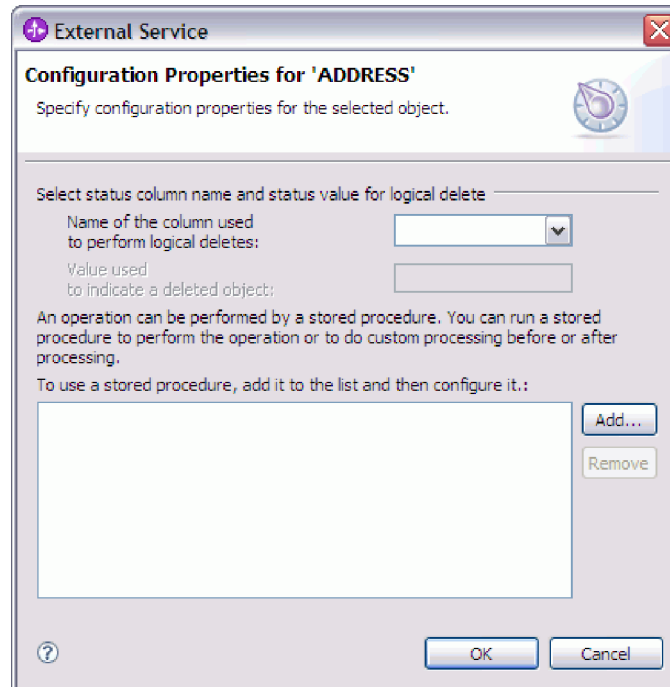 External Service
Configuration Properties for 'ADDRESS'
Specify configuration properties for the selected object.
Select status column name and status value for logical delete
Name of the column used
to perform logical deletes:
Value used
to indicate a deleted object:
An operation can be performed by a stored procedure. You can run a stored
procedure to perform the operation or to do custom processing before or after
processing.
To use a stored procedure, add it to the list and then configure it.:
Add...
Remove
?
OK
Cancel